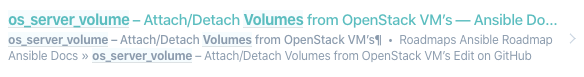 os_server_volume – Attach/Detach Volumes from OpenStack VM's — Ansible Do...
os_server_volume – Attach/Detach Volumes from OpenStack VM's¶ • Roadmaps Ansible Roadmap
Ansible Docs » os_server_volume – Attach/Detach Volumes from OpenStack VM's Edit on GitHub